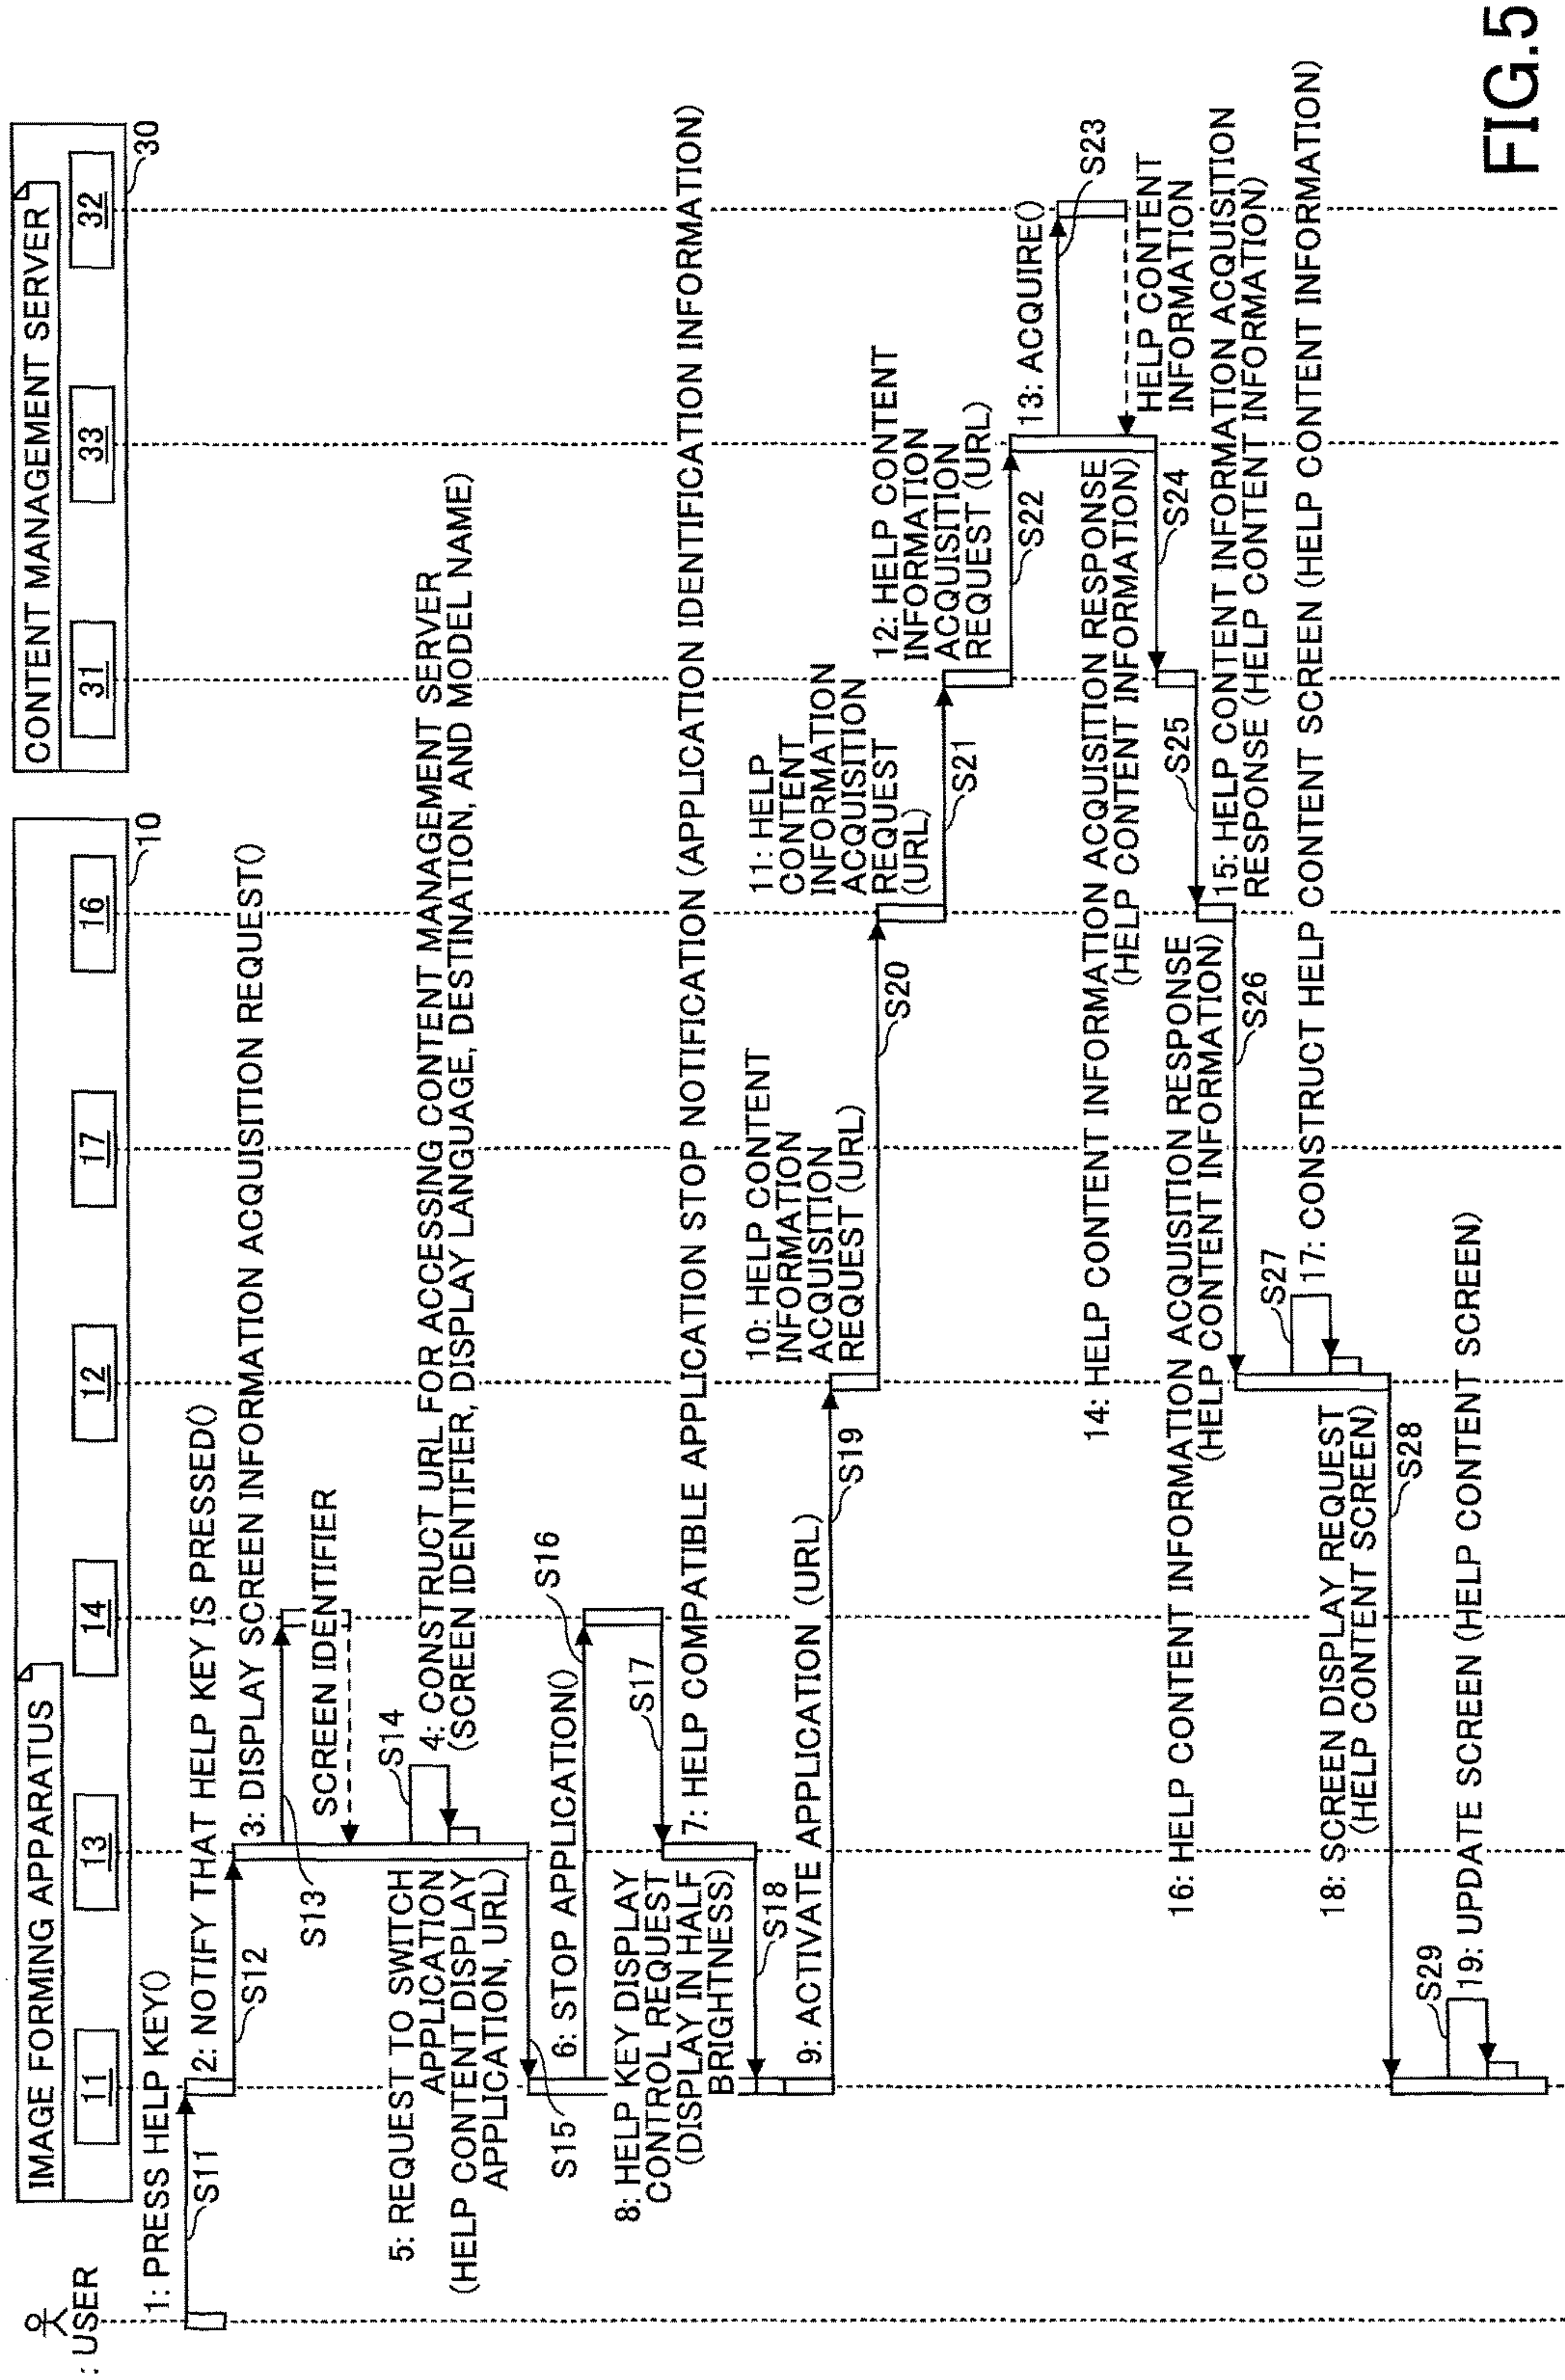 : USER
IMAGE FORMING APPARATUS
11
13
14
12
17
16
10
CONTENT MANAGEMENT SERVER
31
33
32
30
1: PRESS HELP KEY()
S11
2: NOTIFY THAT HELP KEY IS PRESSED()
S12
3: DISPLAY SCREEN INFORMATION ACQUISITION REQUEST()
S13
SCREEN IDENTIFIER
S14
4: CONSTRUCT URL FOR ACCESSING CONTENT MANAGEMENT SERVER
(SCREEN IDENTIFIER, DISPLAY LANGUAGE, DESTINATION, AND MODEL NAME)
5: REQUEST TO SWITCH
APPLICATION
(HELP CONTENT DISPLAY
APPLICATION, URL)
S15
6: STOP APPLICATION()
S16
S17
7: HELP COMPATIBLE APPLICATION STOP NOTIFICATION (APPLICATION IDENTIFICATION INFORMATION)
8: HELP KEY DISPLAY
CONTROL REQUEST
(DISPLAY IN HALF
BRIGHTNESS)
S18
9: ACTIVATE APPLICATION (URL)
S19
10: HELP CONTENT
INFORMATION
ACQUISITION
REQUEST (URL)
S20
11: HELP
CONTENT
INFORMATION
ACQUISITION
REQUEST
(URL)
S21
12: HELP CONTENT
INFORMATION
ACQUISITION
REQUEST (URL)
S22
13: ACQUIRE()
S23
HELP CONTENT
INFORMATION
14: HELP CONTENT INFORMATION ACQUISITION RESPONSE
(HELP CONTENT INFORMATION)
S24
S25
15: HELP CONTENT INFORMATION ACQUISITION
RESPONSE (HELP CONTENT INFORMATION)
16: HELP CONTENT INFORMATION ACQUISITION RESPONSE
(HELP CONTENT INFORMATION)
S26
S27
17: CONSTRUCT HELP CONTENT SCREEN (HELP CONTENT INFORMATION)
18: SCREEN DISPLAY REQUEST
(HELP CONTENT SCREEN)
S28
S29
19: UPDATE SCREEN (HELP CONTENT SCREEN)
FIG.5